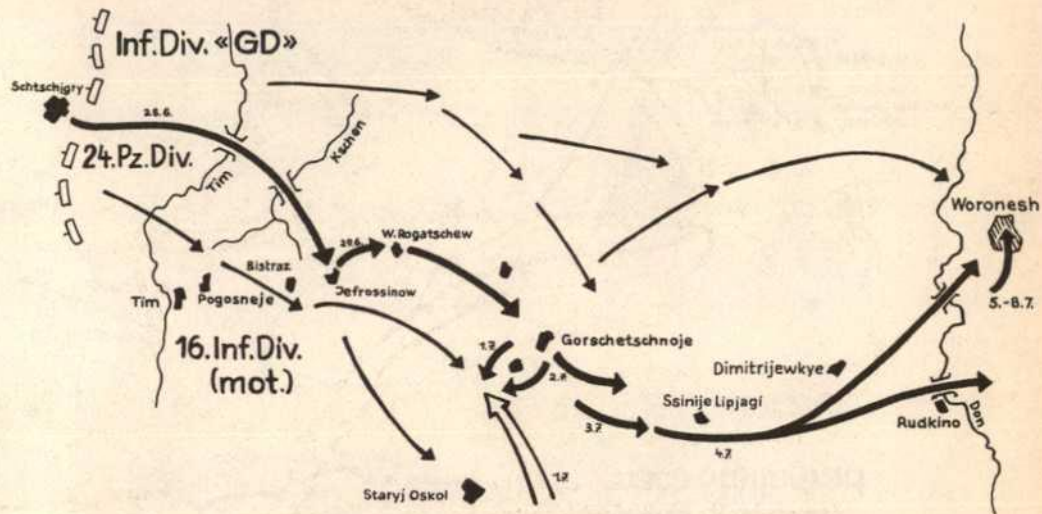 Inf.Div. «GD»
Schtschigry
28.6.
24.Pz.Div.
Kschen
Tim
Woronesh
29.6.
W. Rogatschew
Bistraz
Jefrossinow
Tim
Pogosneje
5.-8.7.
16.Inf.Div.
(mot.)
1.7.
Gorschetschnoje
2.7.
Dimitrijewkye
Ssinije Lipjagi
3.7.
4.7.
Rudkino
Don
Staryj Oskol
1.7.